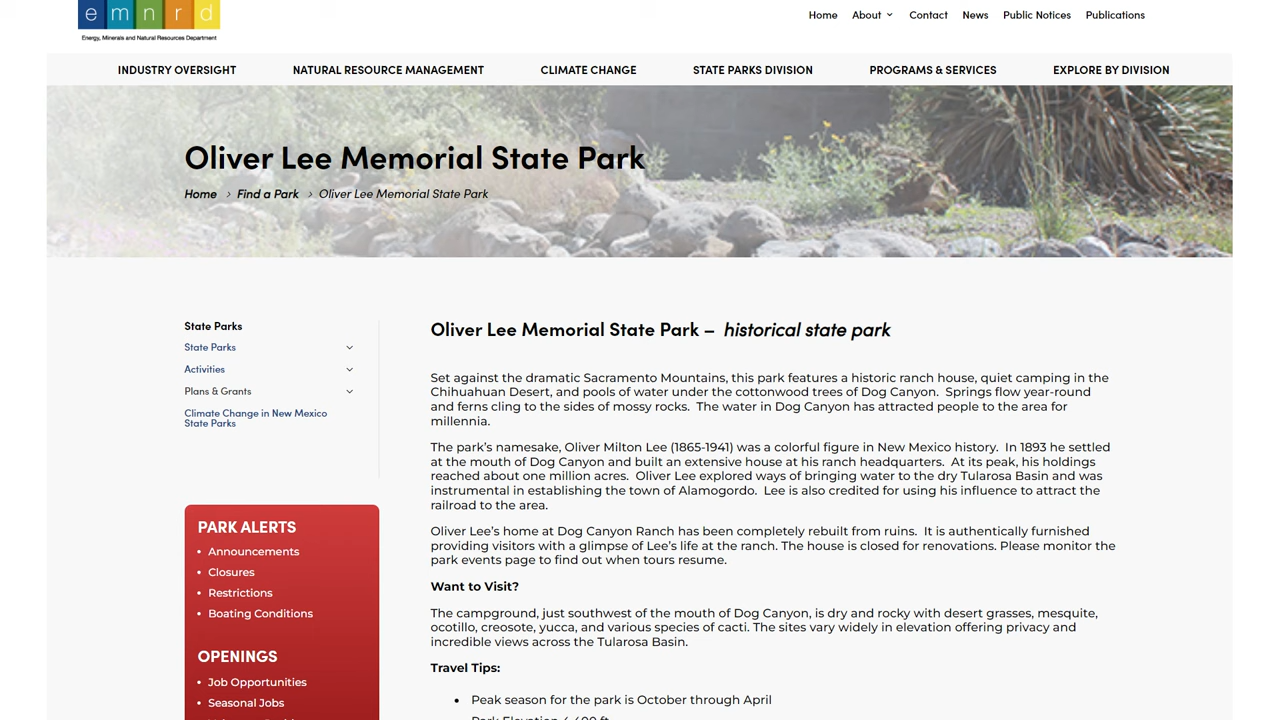 e m n r d
Energy, Minerals and Natural Resources Department
Home About Contact News Public Notices Publications
INDUSTRY OVERSIGHT NATURAL RESOURCE MANAGEMENT CLIMATE CHANGE STATE PARKS DIVISION PROGRAMS & SERVICES EXPLORE BY DIVISION
Oliver Lee Memorial State Park
Home > Find a Park > Oliver Lee Memorial State Park
State Parks
State Parks
Activities
Plans & Grants
Climate Change in New Mexico
State Parks
PARK ALERTS
• Announcements
• Closures
• Restrictions
• Boating Conditions
OPENINGS
• Job Opportunities
• Seasonal Jobs
Oliver Lee Memorial State Park – historical state park
Set against the dramatic Sacramento Mountains, this park features a historic ranch house, quiet camping in the
Chihuahuan Desert, and pools of water under the cottonwood trees of Dog Canyon. Springs flow year-round
and ferns cling to the sides of mossy rocks. The water in Dog Canyon has attracted people to the area for
millennia.
The park's namesake, Oliver Milton Lee (1865-1941) was a colorful figure in New Mexico history. In 1893 he settled
at the mouth of Dog Canyon and built an extensive house at his ranch headquarters. At its peak, his holdings
reached about one million acres. Oliver Lee explored ways of bringing water to the dry Tularosa Basin and was
instrumental in establishing the town of Alamogordo. Lee is also credited for using his influence to attract the
railroad to the area.
Oliver Lee's home at Dog Canyon Ranch has been completely rebuilt from ruins. It is authentically furnished
providing visitors with a glimpse of Lee's life at the ranch. The house is closed for renovations. Please monitor the
park events page to find out when tours resume.
Want to Visit?
The campground, just southwest of the mouth of Dog Canyon, is dry and rocky with desert grasses, mesquite,
ocotillo, creosote, yucca, and various species of cacti. The sites vary widely in elevation offering privacy and
incredible views across the Tularosa Basin.
Travel Tips:
• Peak season for the park is October through April
Park Elevation